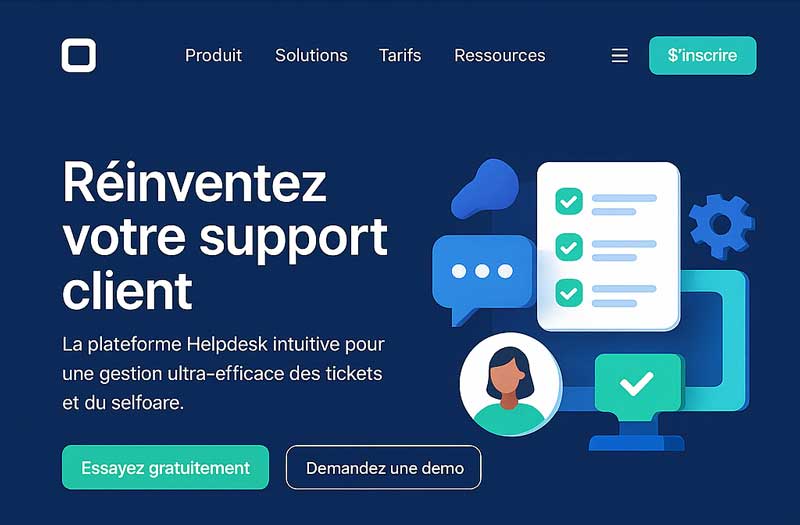 Produit Solutions Tarifs Ressources $'inscrire
Réinventez
votre support
client
La plateforme Helpdesk intuitive pour
une gestion ultra-efficace des tickets
et du selfoare.
Essayez gratuitement Demandez une demo